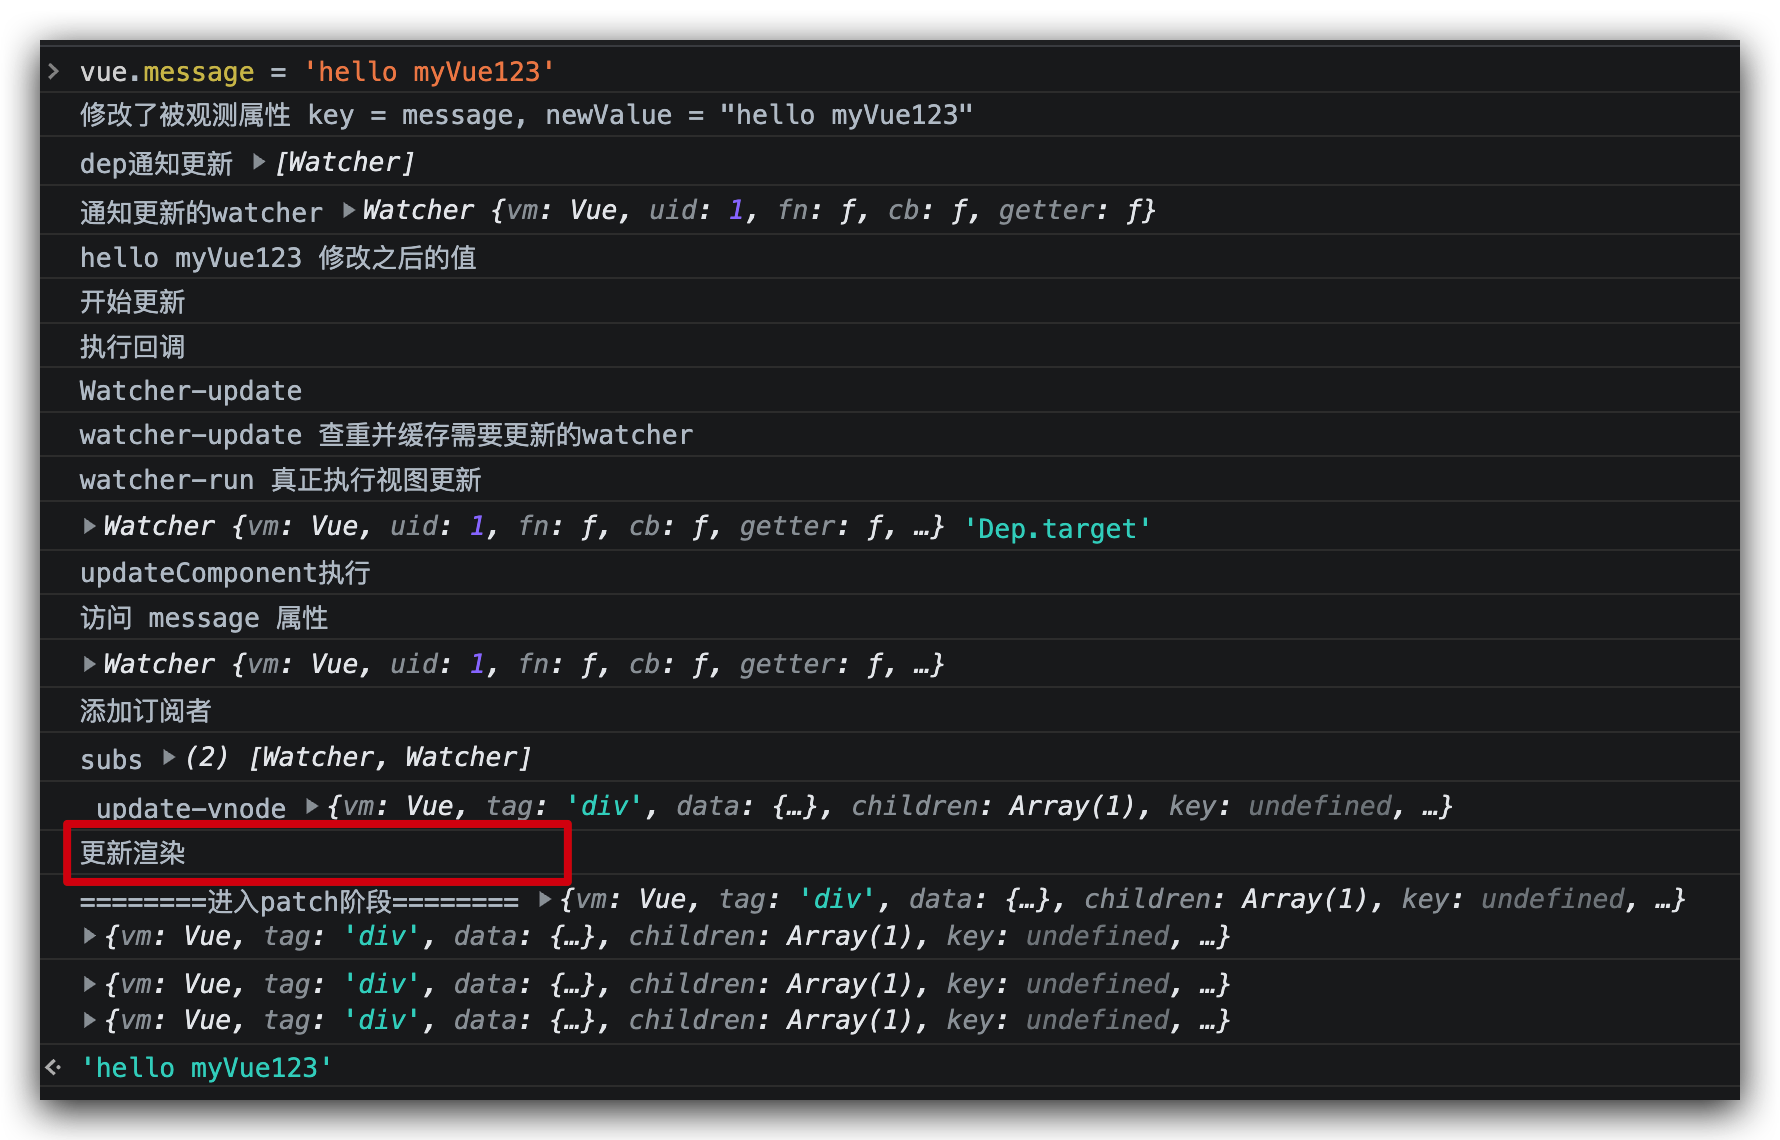 > vue.message = 'hello myVue123'
修改了被观测属性 key = message, newValue = "hello myVue123"
dep通知更新 ▶[Watcher]
通知更新的watcher ▶Watcher {vm: Vue, uid: 1, fn: ƒ, cb: ƒ, getter: ƒ}
hello myVue123 修改之后的值
开始更新
执行回调
Watcher-update
watcher-update 查重并缓存需要更新的watcher
watcher-run 真正执行视图更新
▶Watcher {vm: Vue, uid: 1, fn: ƒ, cb: ƒ, getter: ƒ, …} 'Dep.target'
updateComponent执行
访问 message 属性
▶Watcher {vm: Vue, uid: 1, fn: ƒ, cb: ƒ, getter: ƒ, …}
添加订阅者
subs ▶(2) [Watcher, Watcher]
update-vnode ▶{vm: Vue, tag: 'div', data: {…}, children: Array(1), key: undefined, …}
更新渲染
========进入patch阶段======== ▶{vm: Vue, tag: 'div', data: {…}, children: Array(1), key: undefined, …}
▶{vm: Vue, tag: 'div', data: {…}, children: Array(1), key: undefined, …}
▶{vm: Vue, tag: 'div', data: {…}, children: Array(1), key: undefined, …}
▶{vm: Vue, tag: 'div', data: {…}, children: Array(1), key: undefined, …}
'hello myVue123'